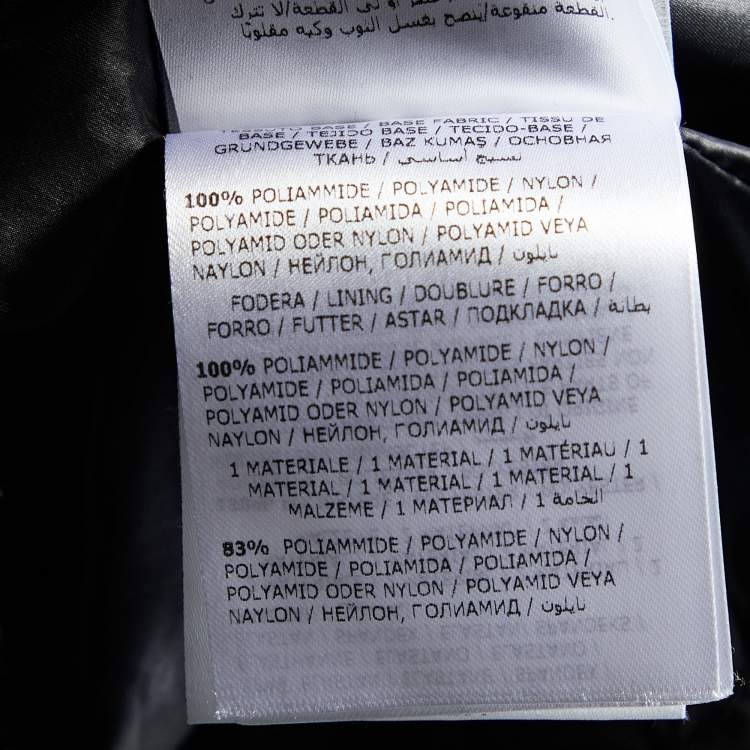 القطعة منقوعة/ينصح بغسل الثوب وكيه مقلوبًا.
TESSUTO BASE / BASE FABRIC / TISSU DE
BASE / TEJIDO BASE / TECIDO-BASE /
GRUNDGEWEBE / BAZ KUMAŞ / ОСНОВНАЯ
ТКАНЬ / نسيج أساسي
100% POLIAMMIDE / POLYAMIDE / NYLON /
POLYAMIDE / POLIAMIDA / POLIAMIDA /
POLYAMID ODER NYLON / POLYAMID VEYA
NAYLON / НЕЙЛОН, ГОЛИАМИД / نايلون
FODERA / LINING / DOUBLURE / FORRO /
FORRO / FUTTER / ASTAR / ПОДКЛАДКА / بطانة
100% POLIAMMIDE / POLYAMIDE / NYLON /
POLYAMIDE / POLIAMIDA / POLIAMIDA /
POLYAMID ODER NYLON / POLYAMID VEYA
NAYLON / НЕЙЛОН, ГОЛИАМИД / نايلون
1 MATERIALE / 1 MATERIAL / 1 MATÉRIAU / 1
MATERIAL / 1 MATERIAL / 1 MATERIAL / 1
MALZEME / 1 МАТЕРИАЛ / 1 الخامة
83% POLIAMMIDE / POLYAMIDE / NYLON /
POLYAMIDE / POLIAMIDA / POLIAMIDA /
POLYAMID ODER NYLON / POLYAMID VEYA
NAYLON / НЕЙЛОН, ГОЛИАМИД / نايلون